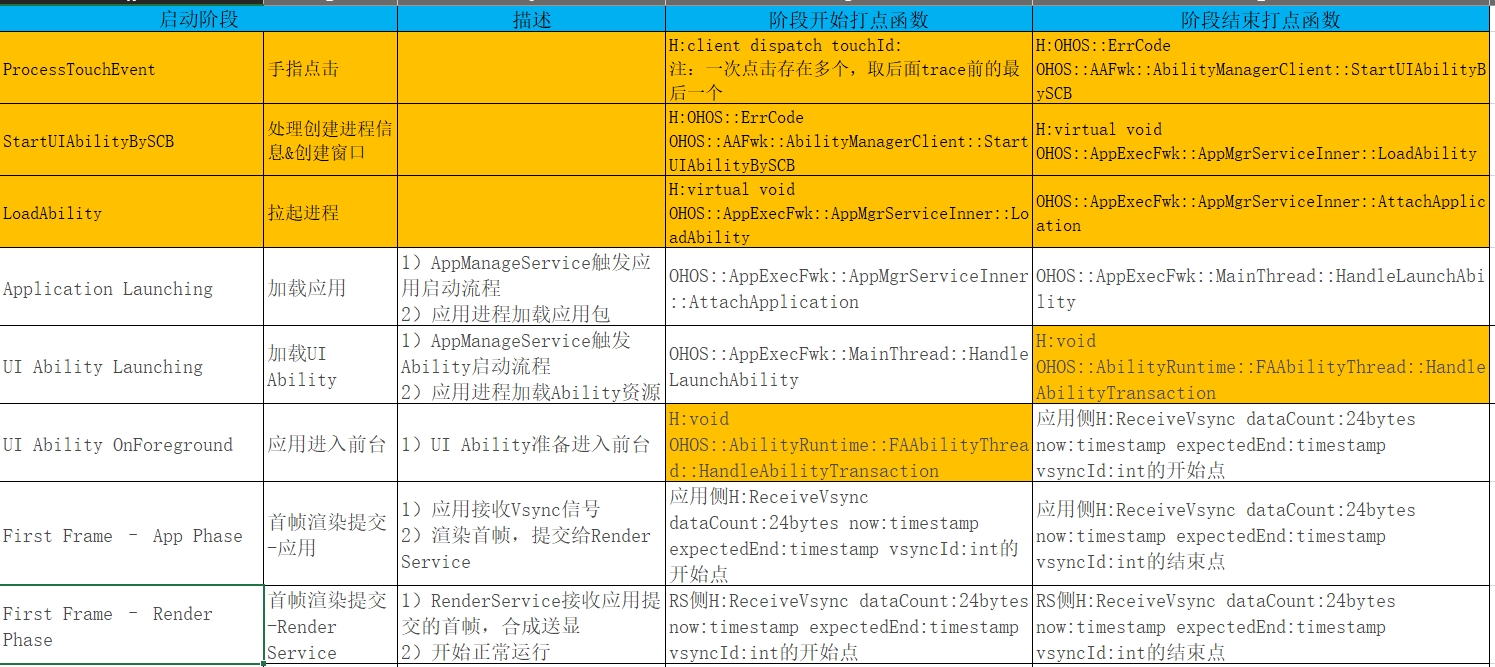 启动阶段
描述
阶段开始打点函数
阶段结束打点函数
ProcessTouchEvent
手指点击
H:client dispatch touchId:
注：一次点击存在多个，取后面trace前的最
后一个
H:OHOS::ErrCode
OHOS::AAFwk::AbilityManagerClient::StartUIAbilityB
ySCB
StartUIAbilityBySCB
处理创建进程信
息&创建窗口
H:OHOS::ErrCode
OHOS::AAFwk::AbilityManagerClient::Start
UIAbilityBySCB
H:virtual void
OHOS::AppExecFwk::AppMgrServiceInner::LoadAbility
LoadAbility
拉起进程
H:virtual void
OHOS::AppExecFwk::AppMgrServiceInner::Lo
adAbility
OHOS::AppExecFwk::AppMgrServiceInner::AttachApplic
ation
Application Launching
加载应用
1）AppManageService触发应
用启动流程
2）应用进程加载应用包
OHOS::AppExecFwk::AppMgrServiceInner
::AttachApplication
OHOS::AppExecFwk::MainThread::HandleLaunchAbi
lity
UI Ability Launching
加载UI
Ability
1）AppManageService触发
Ability启动流程
2）应用进程加载Ability资源
OHOS::AppExecFwk::MainThread::Handle
LaunchAbility
H:void
OHOS::AbilityRuntime::FAAbilityThread::Handle
AbilityTransaction
UI Ability OnForeground
应用进入前台
1）UI Ability准备进入前台
H:void
OHOS::AbilityRuntime::FAAbilityThrea
d::HandleAbilityTransaction
应用侧H:ReceiveVsync dataCount:24bytes
now:timestamp expectedEnd:timestamp
vsyncId:int的开始点
First Frame – App Phase
首帧渲染提交
-应用
1）应用接收Vsync信号
2）渲染首帧，提交给Render
Service
应用侧H:ReceiveVsync
dataCount:24bytes now:timestamp
expectedEnd:timestamp vsyncId:int的
开始点
应用侧H:ReceiveVsync dataCount:24bytes
now:timestamp expectedEnd:timestamp
vsyncId:int的结束点
First Frame – Render
Phase
首帧渲染提交
-Render
Service
1）RenderService接收应用提
交的首帧，合成送显
2）开始正常运行
RS侧H:ReceiveVsync dataCount:24bytes
now:timestamp expectedEnd:timestamp
vsyncId:int的开始点
RS侧H:ReceiveVsync dataCount:24bytes
now:timestamp expectedEnd:timestamp
vsyncId:int的结束点